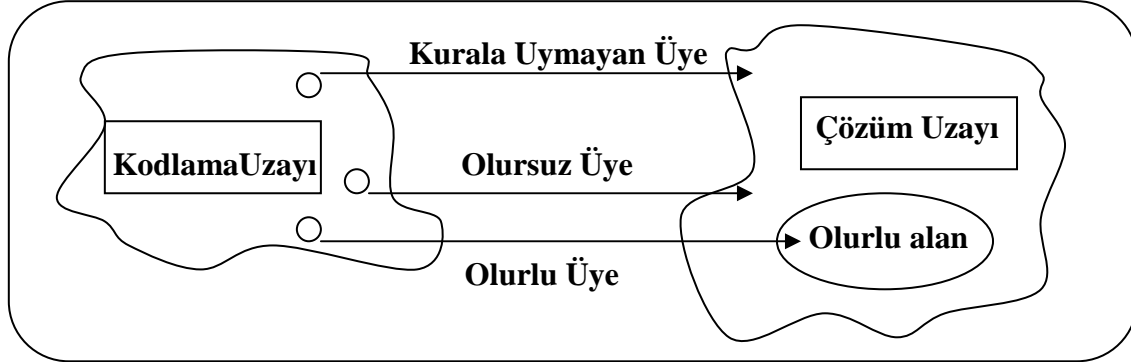 Kurala Uymayan Üye
Çözüm Uzayı
KodlamaUzayı
Olursuz Üye
Olurlu alan
Olurlu Üye